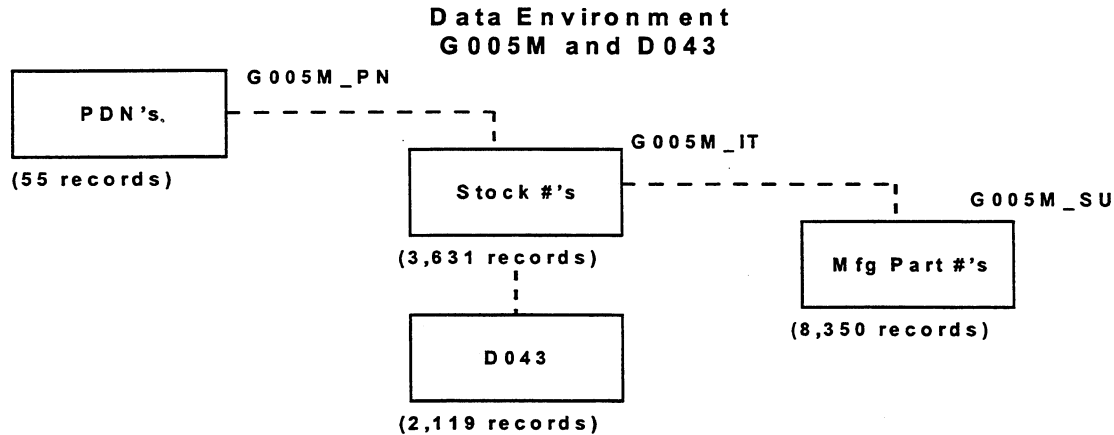 Data Environment
G005M and D043
G005M_PN
PDN's.
(55 records)
G005M_IT
Stock #'s
(3,631 records)
G005M_SU
Mfg Part #'s
(8,350 records)
D043
(2,119 records)